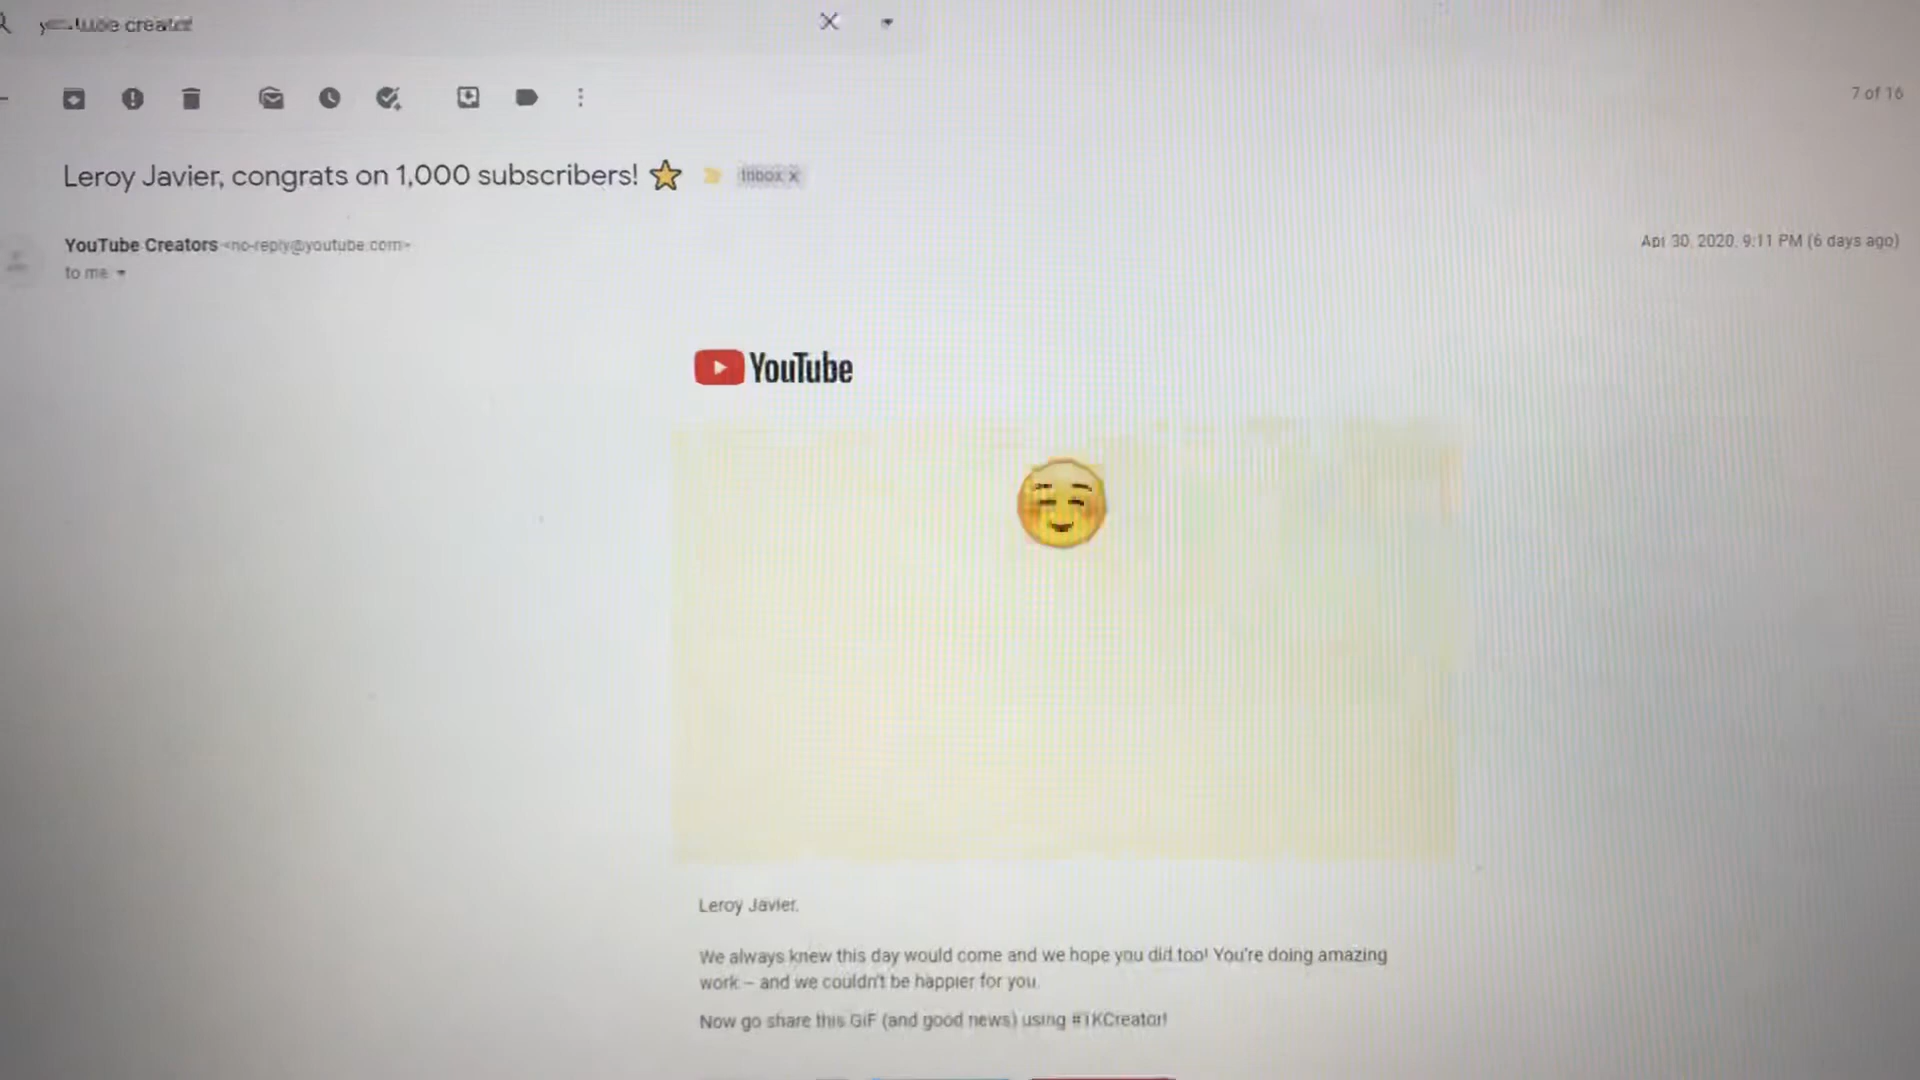 creator
7 of 16
Leroy Javier, congrats on 1,000 subscribers!
Inbox x
YouTube Creators <no-reply@youtube.com>
Apr 30, 2020, 9:11 PM (6 days ago)
to me
YouTube
Leroy Javier,
We always knew this day would come and we hope you did too! You're doing amazing
work – and we couldn't be happier for you.
Now go share this GIF (and good news) using #1KCreator!